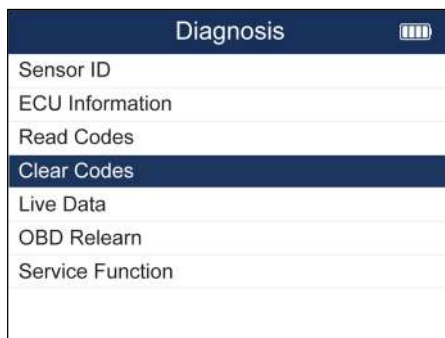 Diagnosis
Sensor ID
ECU Information
Read Codes
Clear Codes
Live Data
OBD Relearn
Service Function